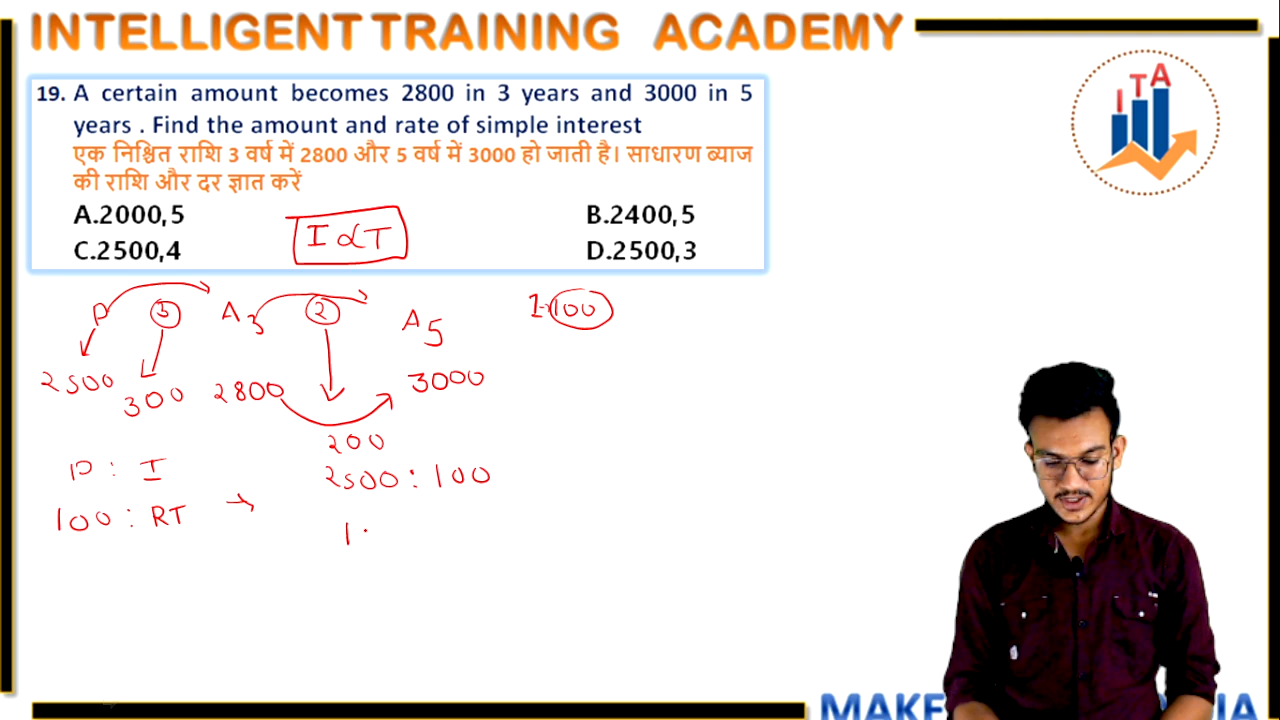 INTELLIGENT TRAINING ACADEMY
ITA
19. A certain amount becomes 2800 in 3 years and 3000 in 5
years . Find the amount and rate of simple interest
एक निश्चित राशि 3 वर्ष में 2800 और 5 वर्ष में 3000 हो जाती है। साधारण ब्याज
की राशि और दर ज्ञात करें
A.2000,5 B.2400,5
C.2500,4 D.2500,3
I ∝ T
P 3 A3 2 A5 1→100
2500 300 2800 3000
200
P : I 2500 : 100
100 : RT →
1 .
MAKE IA